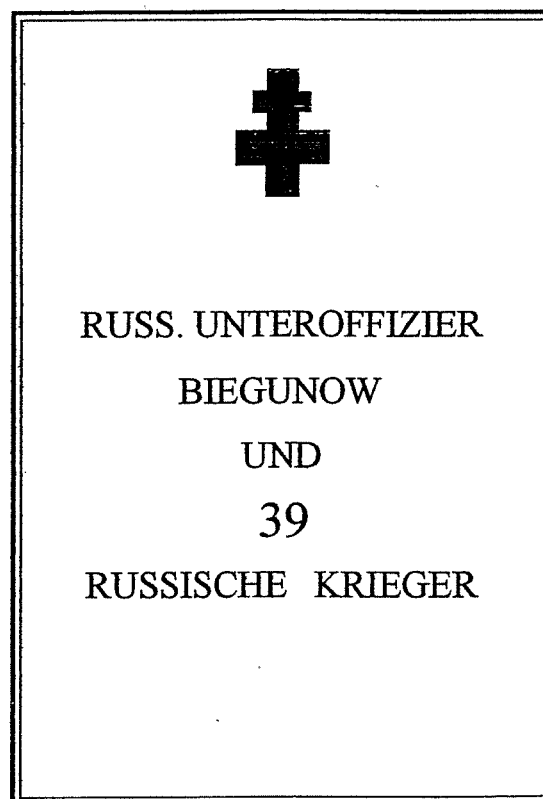 RUSS. UNTEROFFIZIER
BIEGUNOW
UND
39
RUSSISCHE KRIEGER